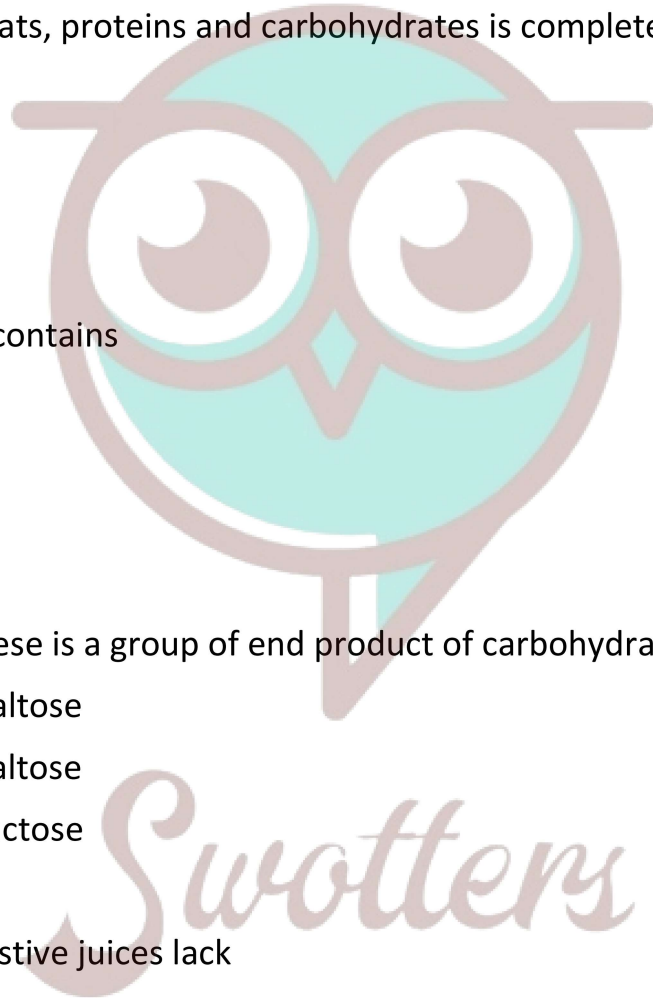 ats, proteins and carbohydrates is complete
contains
ese is a group of end product of carbohydra
altose
altose
ctose
Swotters
stive juices lack